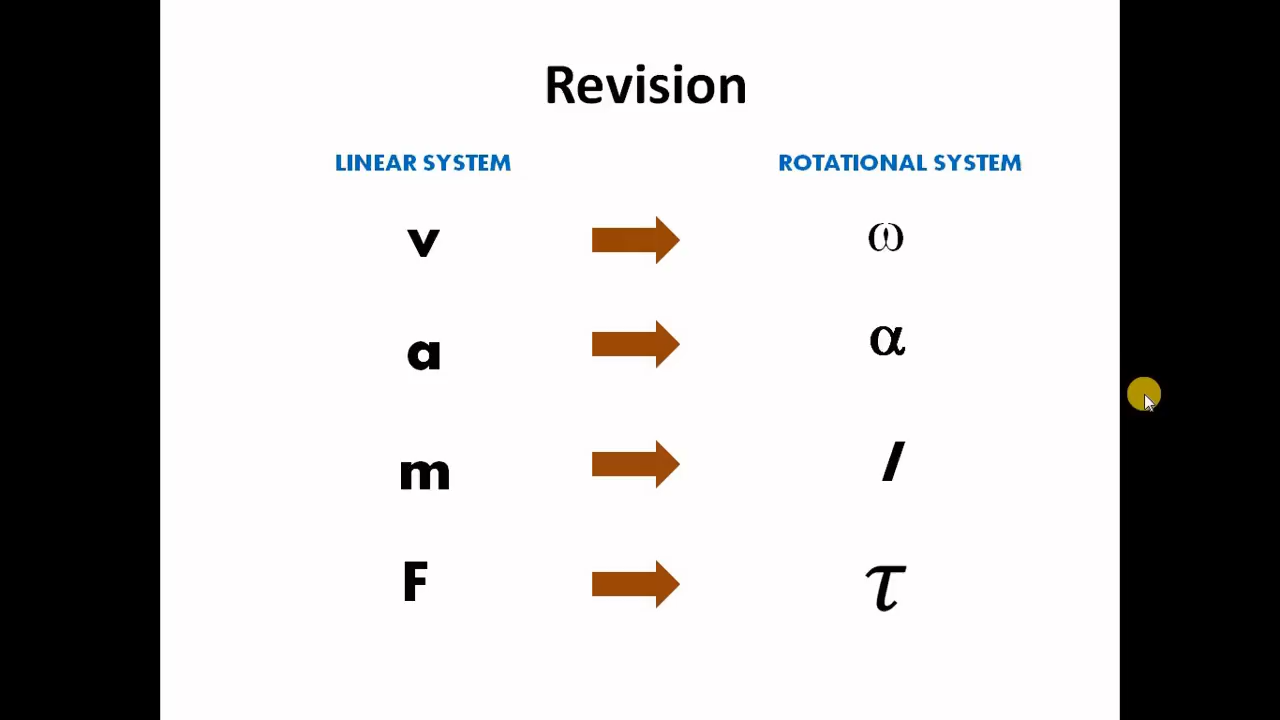 Revision
LINEAR SYSTEM ROTATIONAL SYSTEM
v ω
a α
m I
F τ